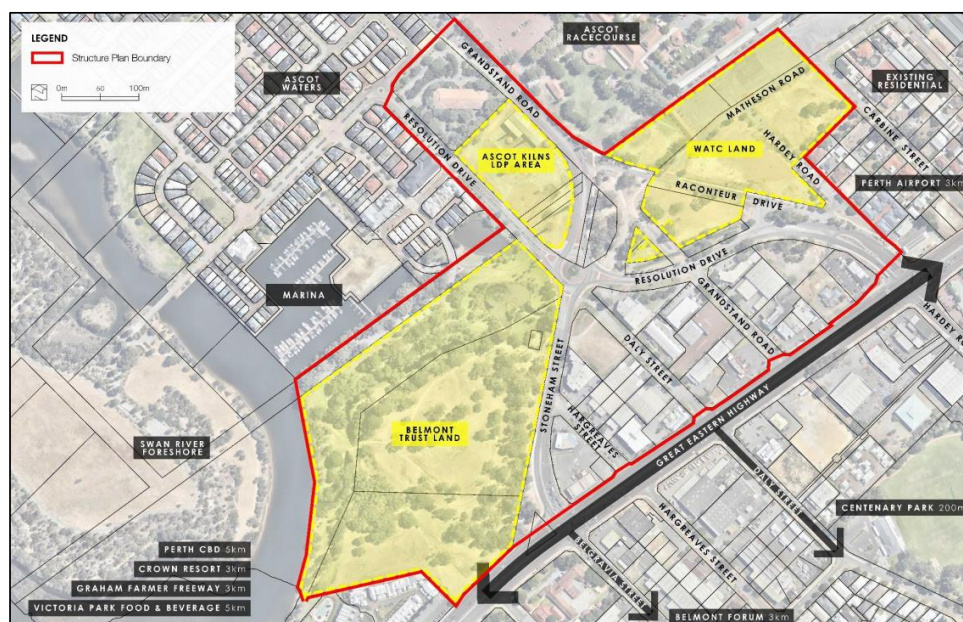 LEGEND
Structure Plan Boundary
0m 60 100m
ASCOT
RACECOURSE
ASCOT
WATERS
GRANDSTAND ROAD
RESOLUTION DRIVE
ASCOT KILNS
LDP AREA
MATHESON ROAD
EXISTING
RESIDENTIAL
WATC LAND
HARDEY ROAD
CARBINE STREET
RACONTEUR DRIVE
PERTH AIRPORT 3km
RESOLUTION DRIVE
MARINA
GRANDSTAND ROAD
DALY STREET
STONEHAM STREET
HARGREAVES
STREET
BELMONT
TRUST LAND
GREAT EASTERN HIGHWAY
SWAN RIVER
FORESHORE
DALY STREET
CENTENARY PARK 200m
HARGREAVES STREET
BELGRAVIA STREET
PERTH CBD 5km
CROWN RESORT 3km
GRAHAM FARMER FREEWAY 3km
VICTORIA PARK FOOD & BEVERAGE 5km
BELMONT FORUM 3km